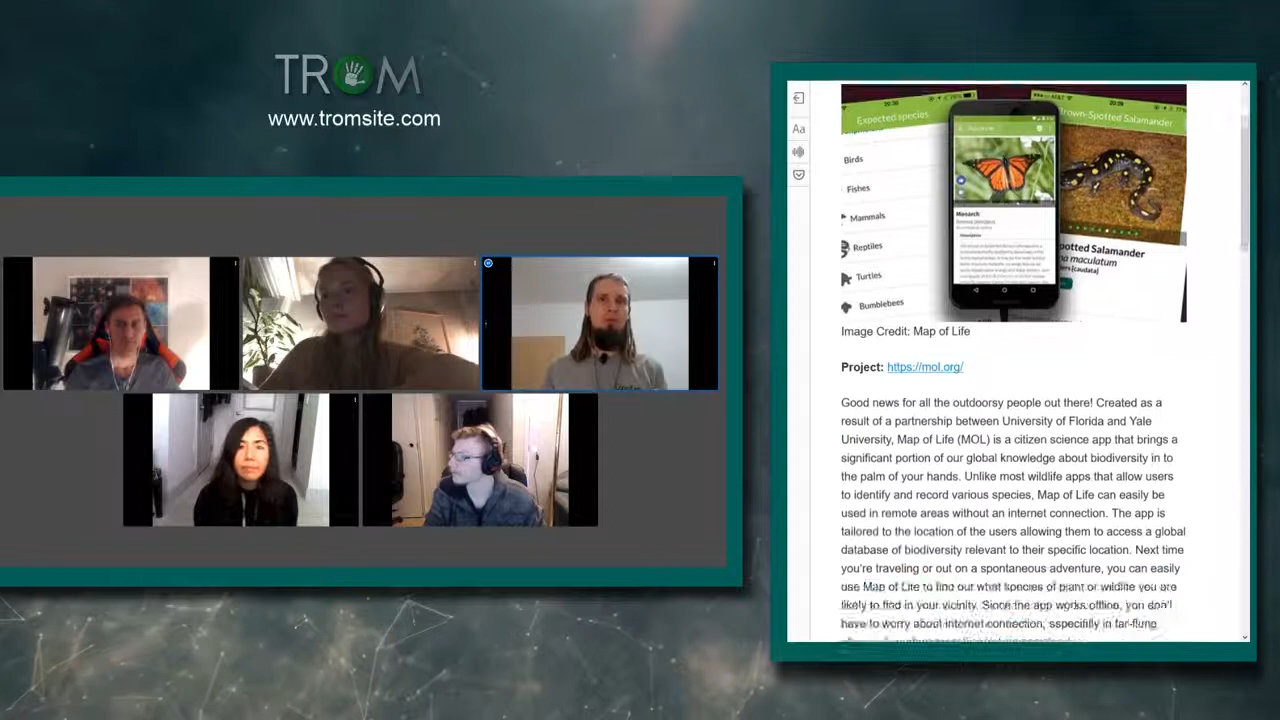 TROM
www.tromsite.com
Expected species
Birds
Fishes
Mammals
Reptiles
Turtles
Bumblebees
Monarch
Description
20:39
Spotted Salamander
maculatum
(caudata)
Image Credit: Map of Life
Project: https://mol.org/
Good news for all the outdoorsy people out there! Created as a
result of a partnership between University of Florida and Yale
University, Map of Life (MOL) is a citizen science app that brings a
significant portion of our global knowledge about biodiversity in to
the palm of your hands. Unlike most wildlife apps that allow users
to identify and record various species, Map of Life can easily be
used in remote areas without an internet connection. The app is
tailored to the location of the users allowing them to access a global
database of biodiversity relevant to their specific location. Next time
you're traveling or out on a spontaneous adventure, you can easily
use Map of Life to find out what species of plant or wildlife you are
likely to find in your vicinity. Since the app works offline, you don't
have to worry about internet connection, especially in far-flung